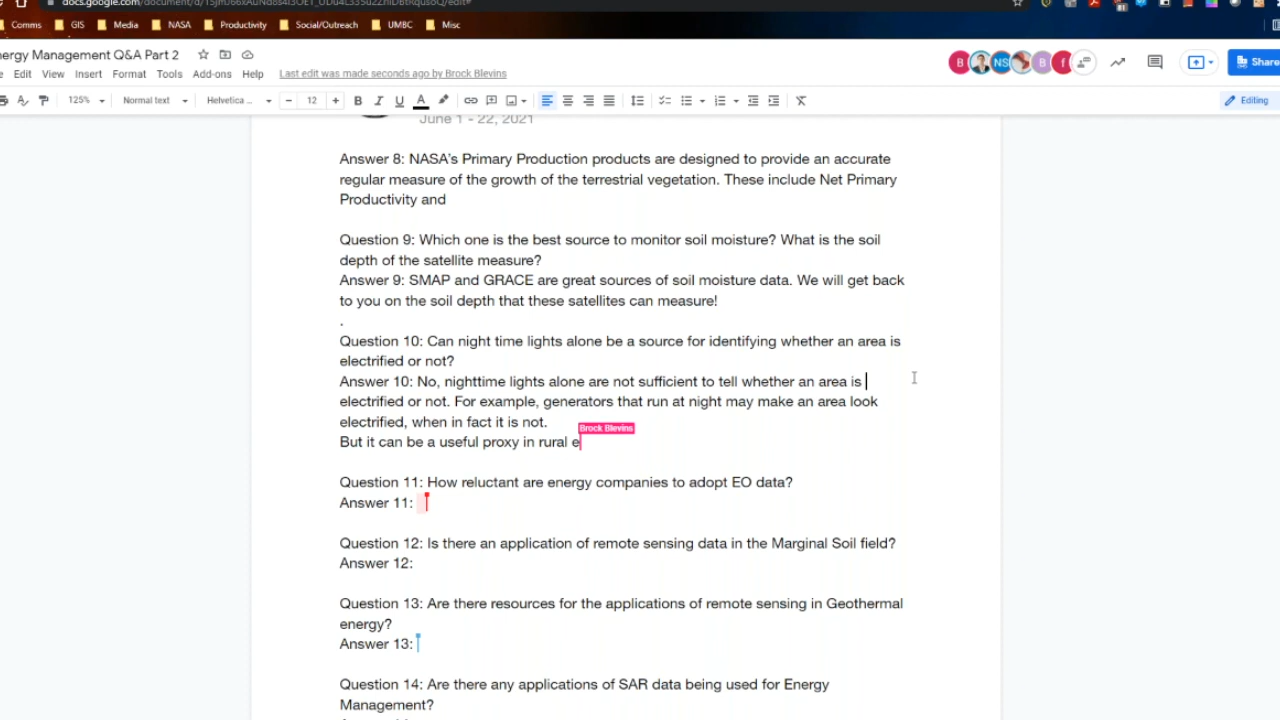 Comms GIS Media NASA Productivity Social/Outreach UMBC Misc
nergy Management Q&A Part 2
Edit View Insert Format Tools Add-ons Help Last edit was made seconds ago by Brock Blevins
B NS B f Share
125% Normal text Helvetica ... 12 B I U A Editing
June 1 - 22, 2021
Answer 8: NASA's Primary Production products are designed to provide an accurate
regular measure of the growth of the terrestrial vegetation. These include Net Primary
Productivity and
Question 9: Which one is the best source to monitor soil moisture? What is the soil
depth of the satellite measure?
Answer 9: SMAP and GRACE are great sources of soil moisture data. We will get back
to you on the soil depth that these satellites can measure!
.
Question 10: Can night time lights alone be a source for identifying whether an area is
electrified or not?
Answer 10: No, nighttime lights alone are not sufficient to tell whether an area is
electrified or not. For example, generators that run at night may make an area look
electrified, when in fact it is not.
Brock Blevins
But it can be a useful proxy in rural e
Question 11: How reluctant are energy companies to adopt EO data?
Answer 11:
Question 12: Is there an application of remote sensing data in the Marginal Soil field?
Answer 12:
Question 13: Are there resources for the applications of remote sensing in Geothermal
energy?
Answer 13:
Question 14: Are there any applications of SAR data being used for Energy
Management?